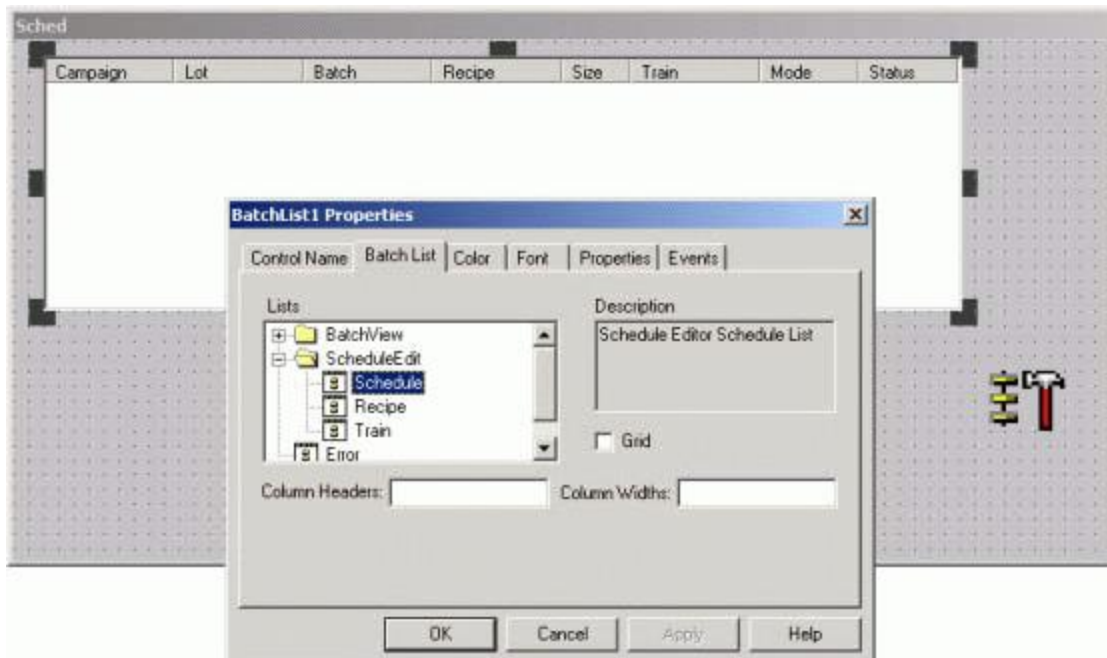 Sched
Campaign Lot Batch Recipe Size Train Mode Status
BatchList1 Properties
Control Name Batch List Color Font Properties Events
Lists Description
BatchView
ScheduleEdit
Schedule
Recipe
Train
Error
Schedule Editor Schedule List
Grid
Column Headers: Column Widths:
OK Cancel Apply Help